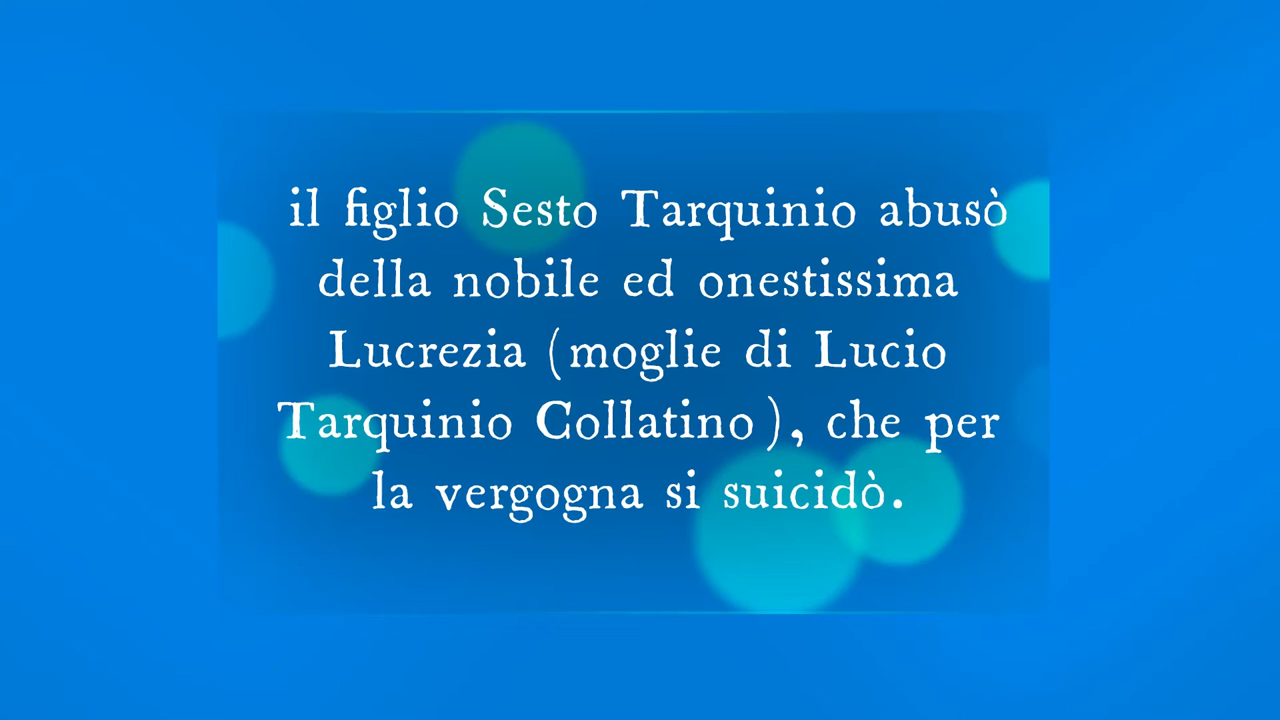 il figlio Sesto Tarquinio abusò
della nobile ed onestissima
Lucrezia (moglie di Lucio
Tarquinio Collatino), che per
la vergogna si suicidò.